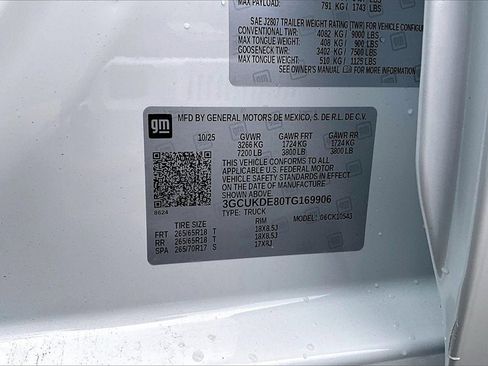 MAX PAYLOAD:
791 KG / 1743 LBS
SAE J2807 TRAILER WEIGHT RATING [TWR] FOR VEHICLE
CONVENTIONAL TWR: 4082 KG / 9000 LBS
MAX TONGUE WT: 408 KG / 900 LBS
GOOSENECK TWR: 3402 KG / 7500 LBS
MAX TONGUE WT: 510 KG / 1125 LBS
SEE OWNER'S MANUAL FOR
gm
MFD BY GENERAL MOTORS DE MEXICO, S. DE R.L. DE C.V.
10/25 GVWR GAWR FRT GAWR RR
3266 KG 1724 KG 1724 KG
7200 LB 3800 LB 3800 LB
THIS VEHICLE CONFORMS TO ALL
APPLICABLE U.S. FEDERAL MOTOR
VEHICLE SAFETY STANDARDS IN
EFFECT ON THE DATE OF
MANUFACTURE SHOWN ABOVE.
3GCUKDE80TG169906
8624
TYPE: TRUCK MODEL: 06CK10543
TIRE SIZE RIM
FRT 265/65R18 T 18X8.5J
RR 265/65R18 T 18X8.5J
SPA 265/70R17 S 17X8J